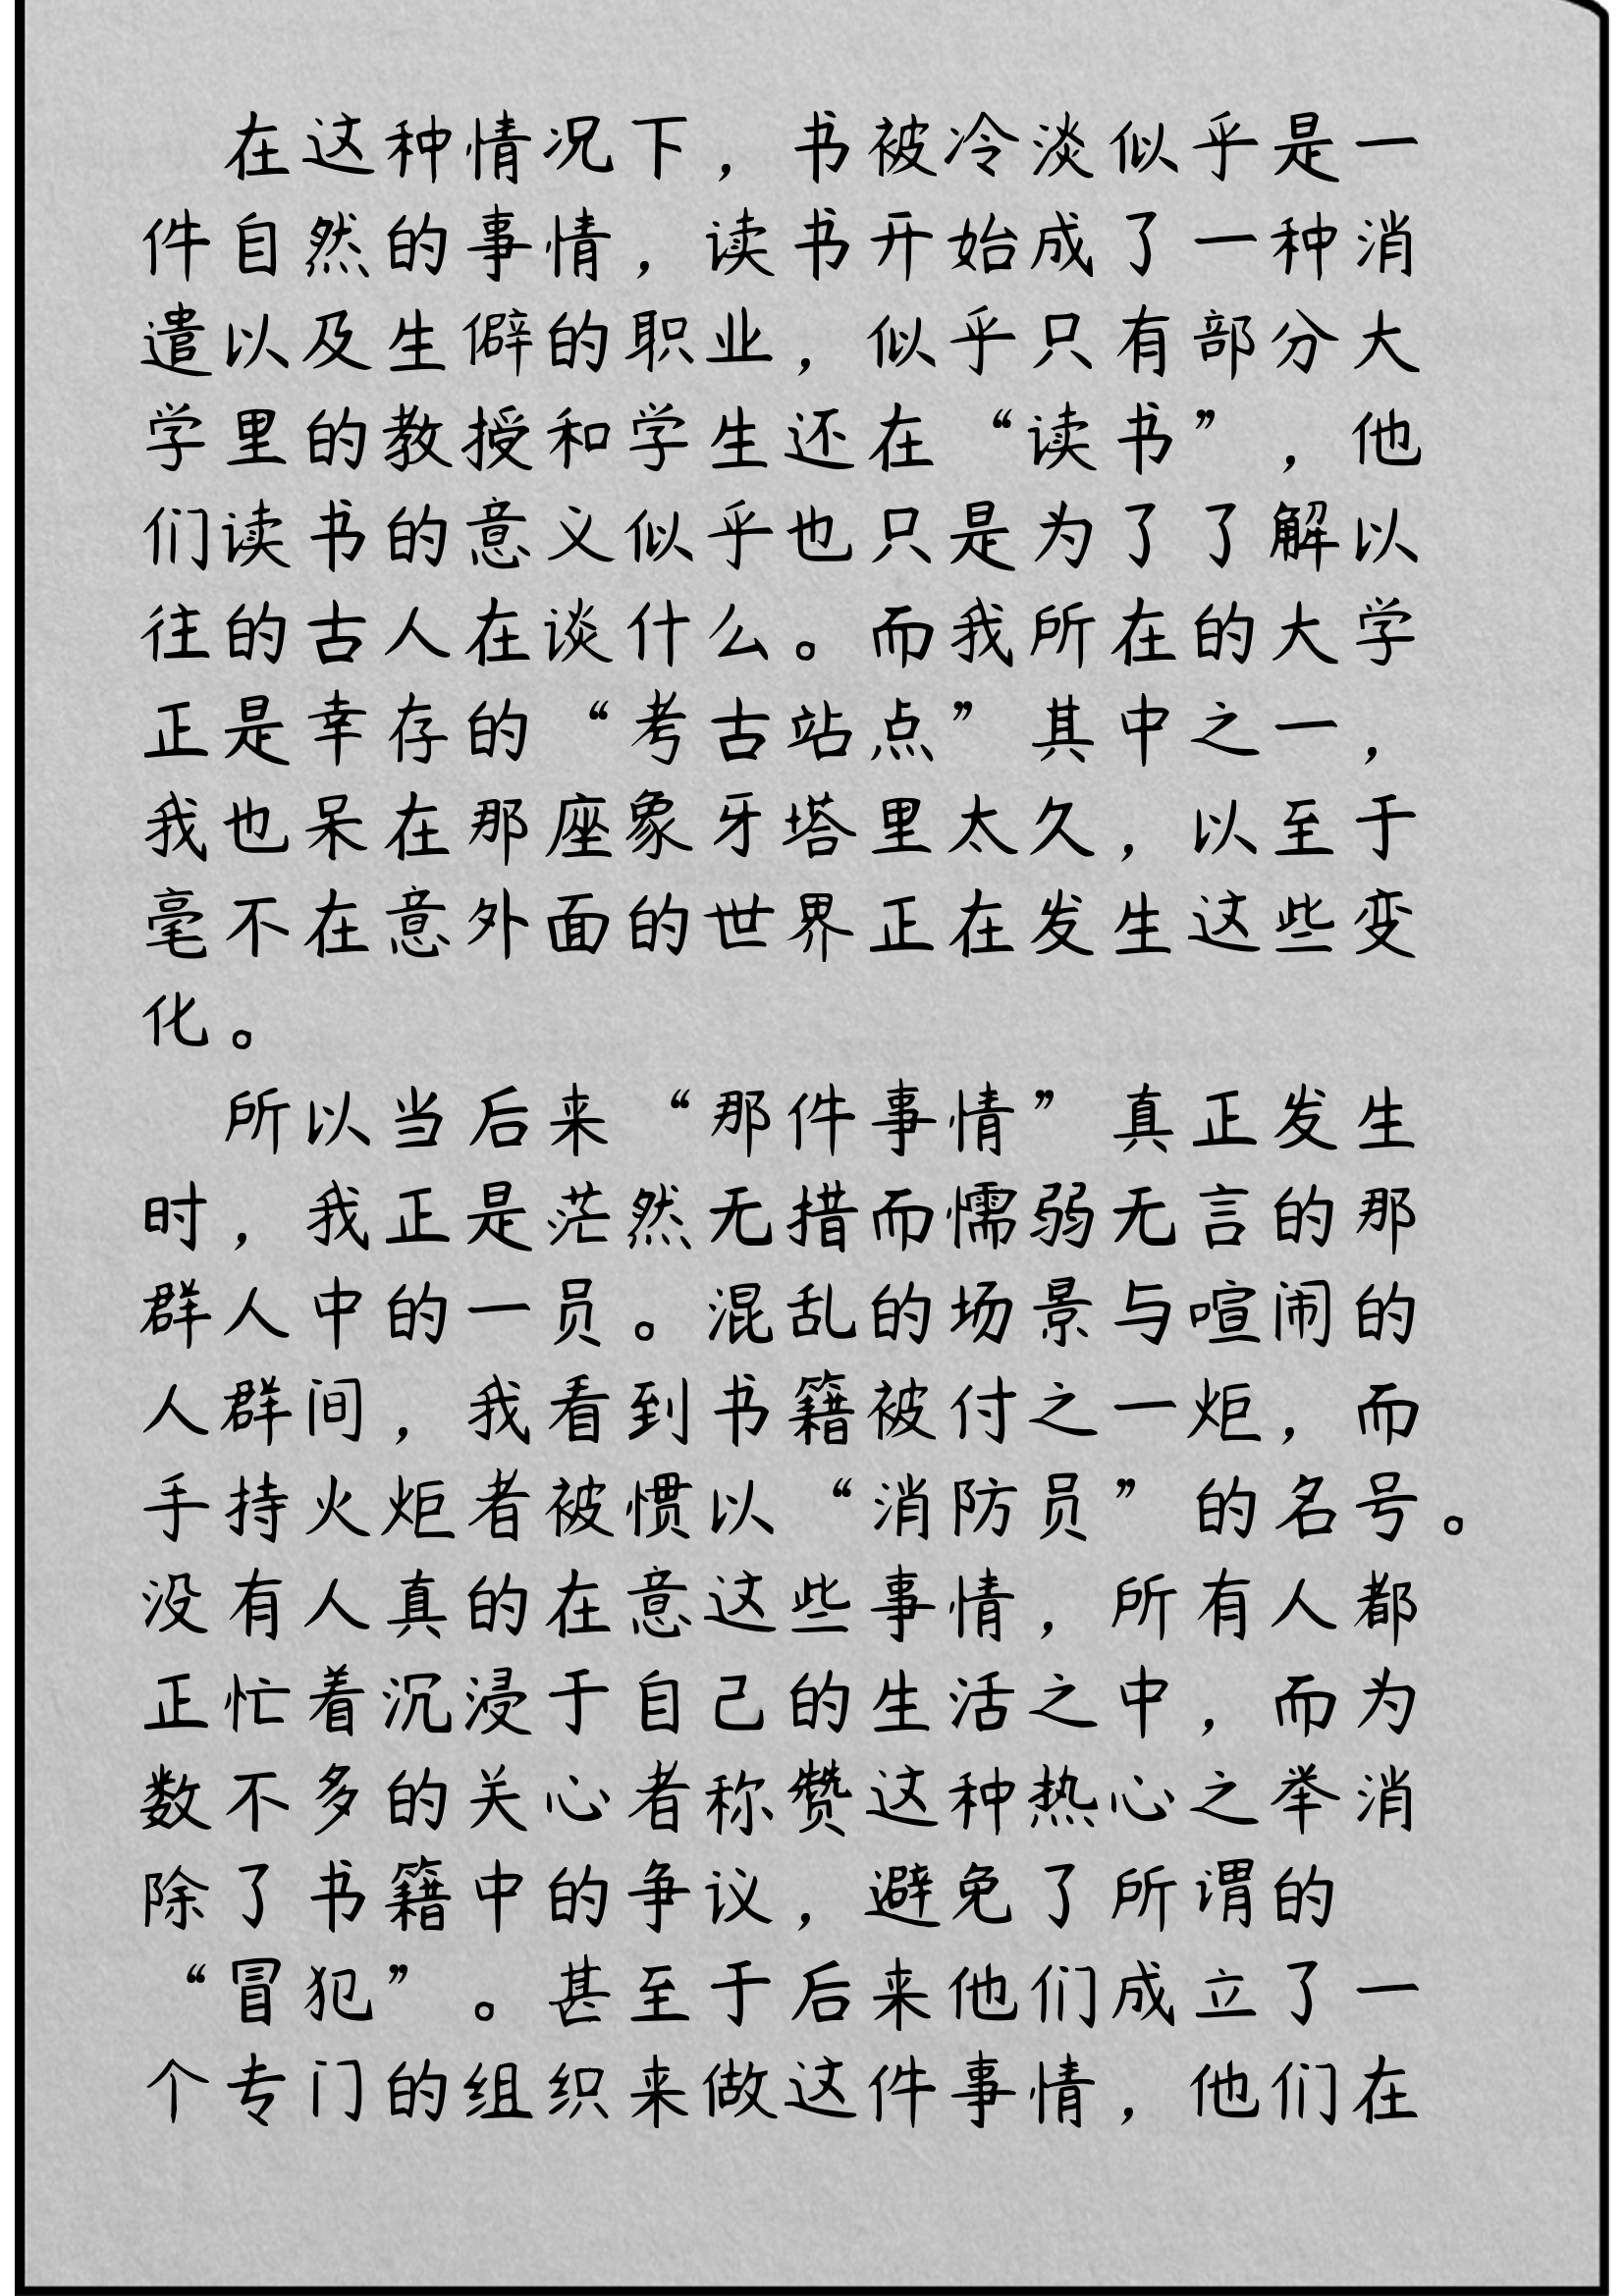 在这种情况下，书被冷淡似乎是一
件自然的事情，读书开始成了一种消
遣以及生僻的职业，似乎只有部分大
学里的教授和学生还在“读书”，他
们读书的意义似乎也只是为了了解以
往的古人在谈什么。而我所在的大学
正是幸存的“考古站点”其中之一，
我也呆在那座象牙塔里太久，以至于
毫不在意外面的世界正在发生这些变
化。
所以当后来“那件事情”真正发生
时，我正是茫然无措而懦弱无言的那
群人中的一员。混乱的场景与喧闹的
人群间，我看到书籍被付之一炬，而
手持火炬者被惯以“消防员”的名号。
没有人真的在意这些事情，所有人都
正忙着沉浸于自己的生活之中，而为
数不多的关心者称赞这种热心之举消
除了书籍中的争议，避免了所谓的
“冒犯”。甚至于后来他们成立了一
个专门的组织来做这件事情，他们在